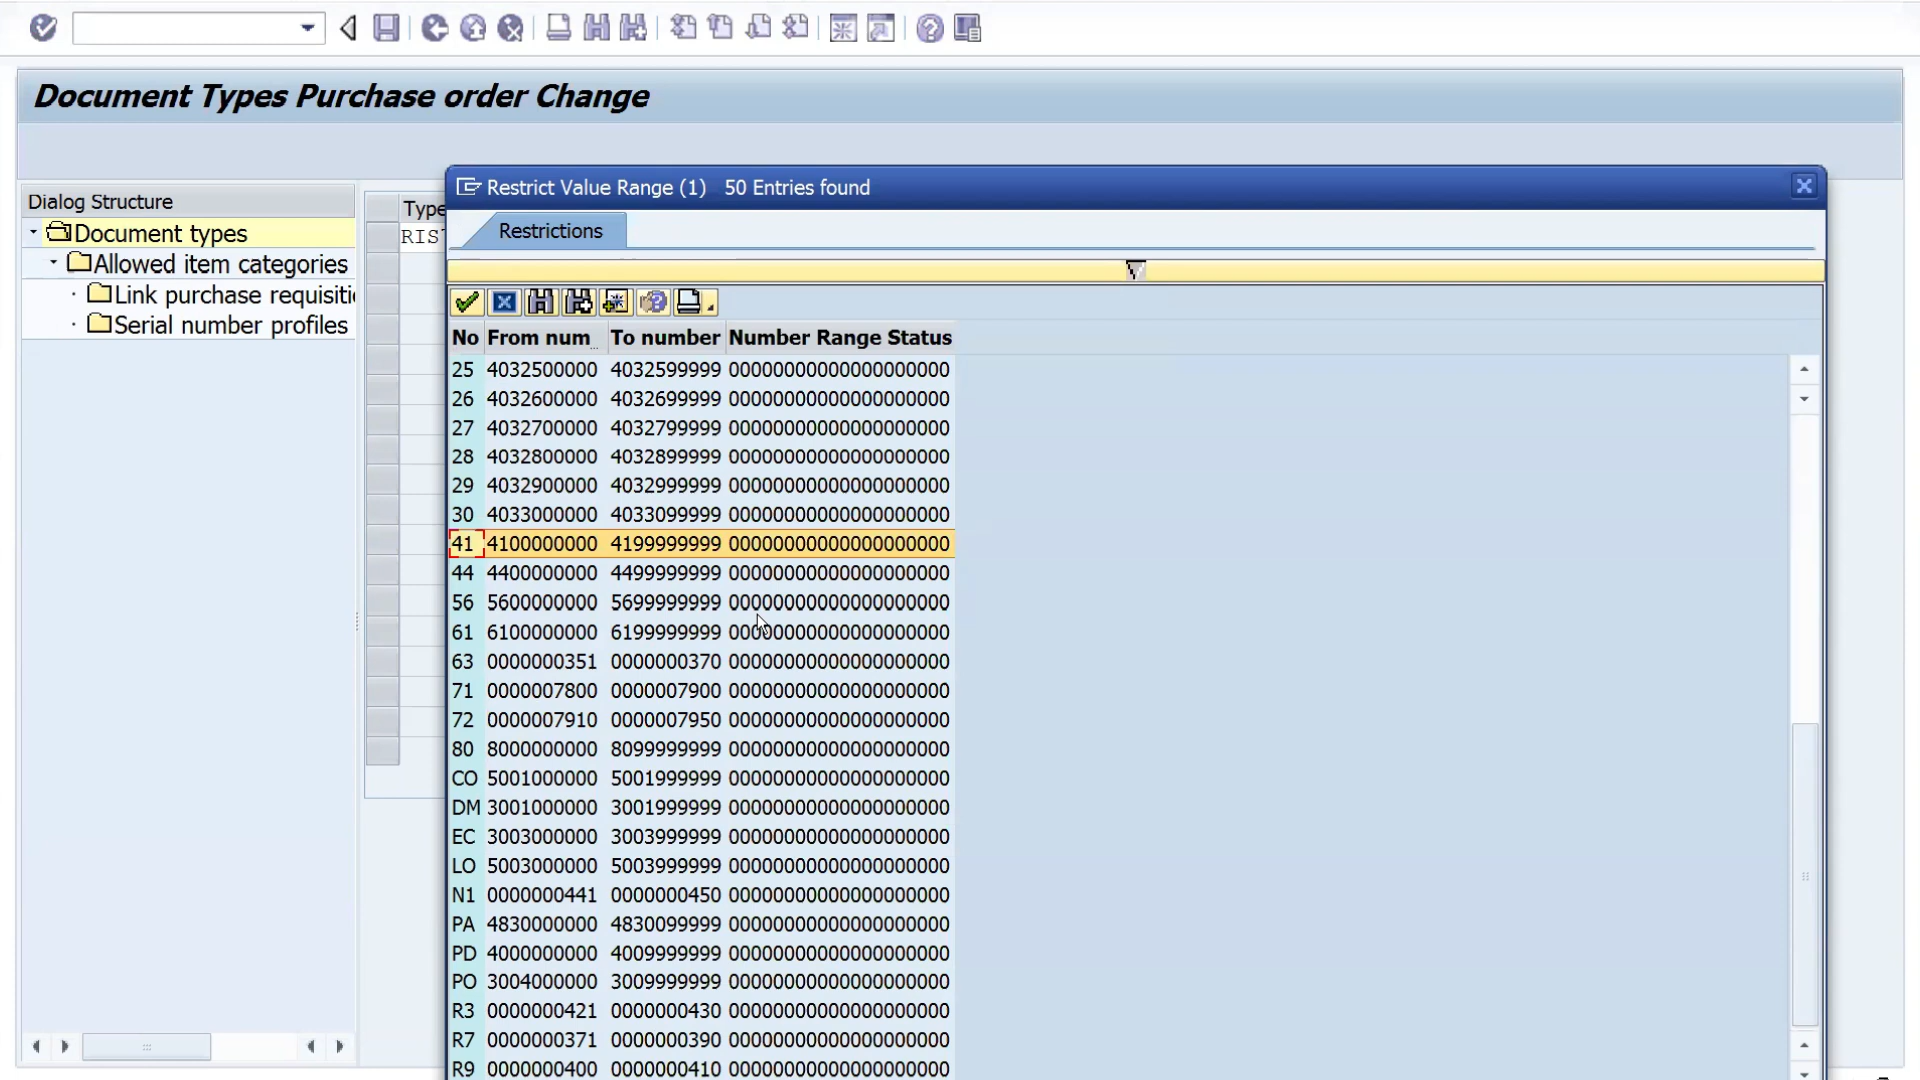 Document Types Purchase order Change
Dialog Structure
Document types
Allowed item categories
Link purchase requisiti
Serial number profiles
Type
RIS
Restrict Value Range (1) 50 Entries found
Restrictions
No From num To number Number Range Status
25 4032500000 4032599999 00000000000000000000
26 4032600000 4032699999 00000000000000000000
27 4032700000 4032799999 00000000000000000000
28 4032800000 4032899999 00000000000000000000
29 4032900000 4032999999 00000000000000000000
30 4033000000 4033099999 00000000000000000000
41 4100000000 4199999999 00000000000000000000
44 4400000000 4499999999 00000000000000000000
56 5600000000 5699999999 00000000000000000000
61 6100000000 6199999999 00000000000000000000
63 0000000351 0000000370 00000000000000000000
71 0000007800 0000007900 00000000000000000000
72 0000007910 0000007950 00000000000000000000
80 8000000000 8099999999 00000000000000000000
CO 5001000000 5001999999 00000000000000000000
DM 3001000000 3001999999 00000000000000000000
EC 3003000000 3003999999 00000000000000000000
LO 5003000000 5003999999 00000000000000000000
N1 0000000441 0000000450 00000000000000000000
PA 4830000000 4830099999 00000000000000000000
PD 4000000000 4009999999 00000000000000000000
PO 3004000000 3009999999 00000000000000000000
R3 0000000421 0000000430 00000000000000000000
R7 0000000371 0000000390 00000000000000000000
R9 0000000400 0000000410 00000000000000000000